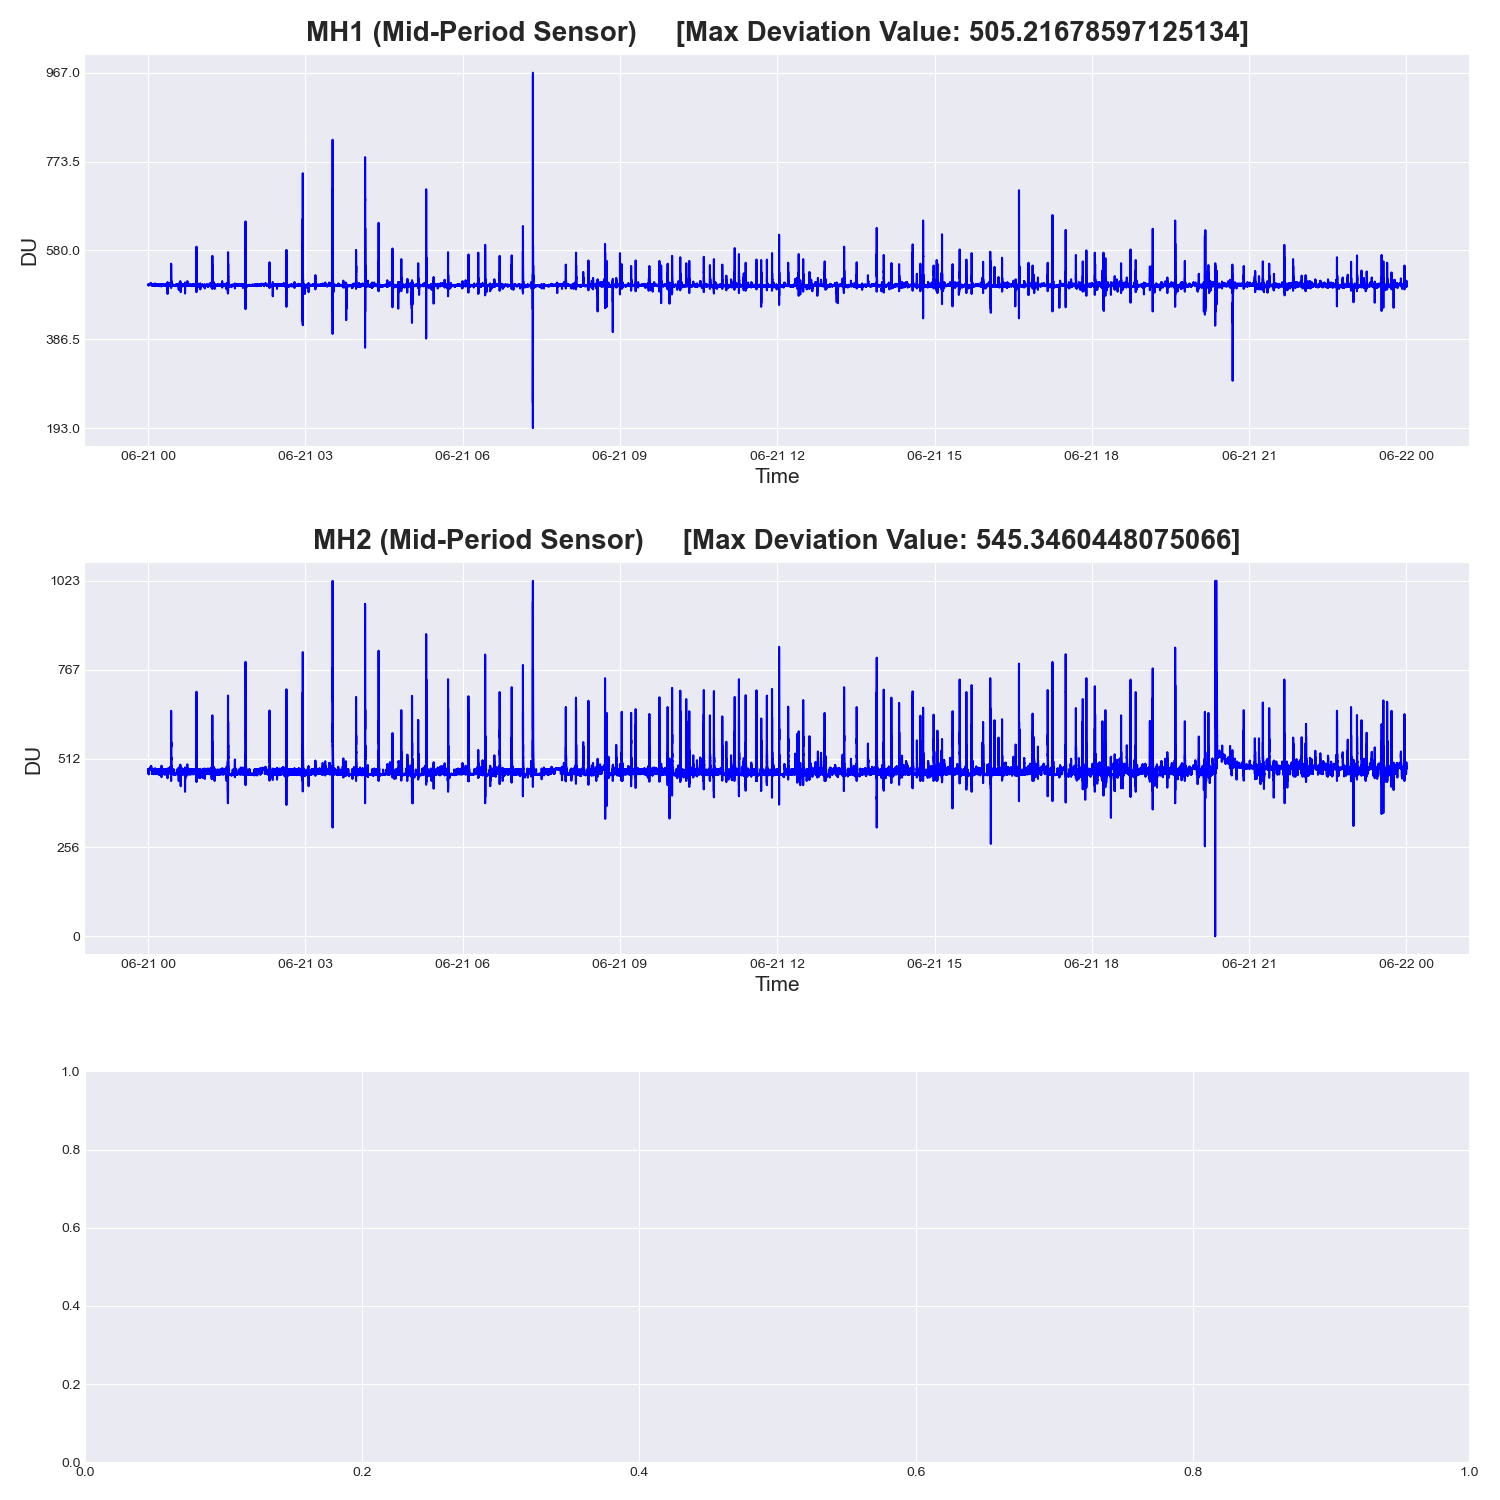 MH1 (Mid-Period Sensor) [Max Deviation Value: 505.21678597125134]
967.0
773.5
580.0
386.5
193.0
DU
06-21 00 06-21 03 06-21 06 06-21 09 06-21 12 06-21 15 06-21 18 06-21 21 06-22 00
Time
MH2 (Mid-Period Sensor) [Max Deviation Value: 545.3460448075066]
1023
767
512
256
0
DU
06-21 00 06-21 03 06-21 06 06-21 09 06-21 12 06-21 15 06-21 18 06-21 21 06-22 00
Time
1.0
0.8
0.6
0.4
0.2
0.0
0.0 0.2 0.4 0.6 0.8 1.0